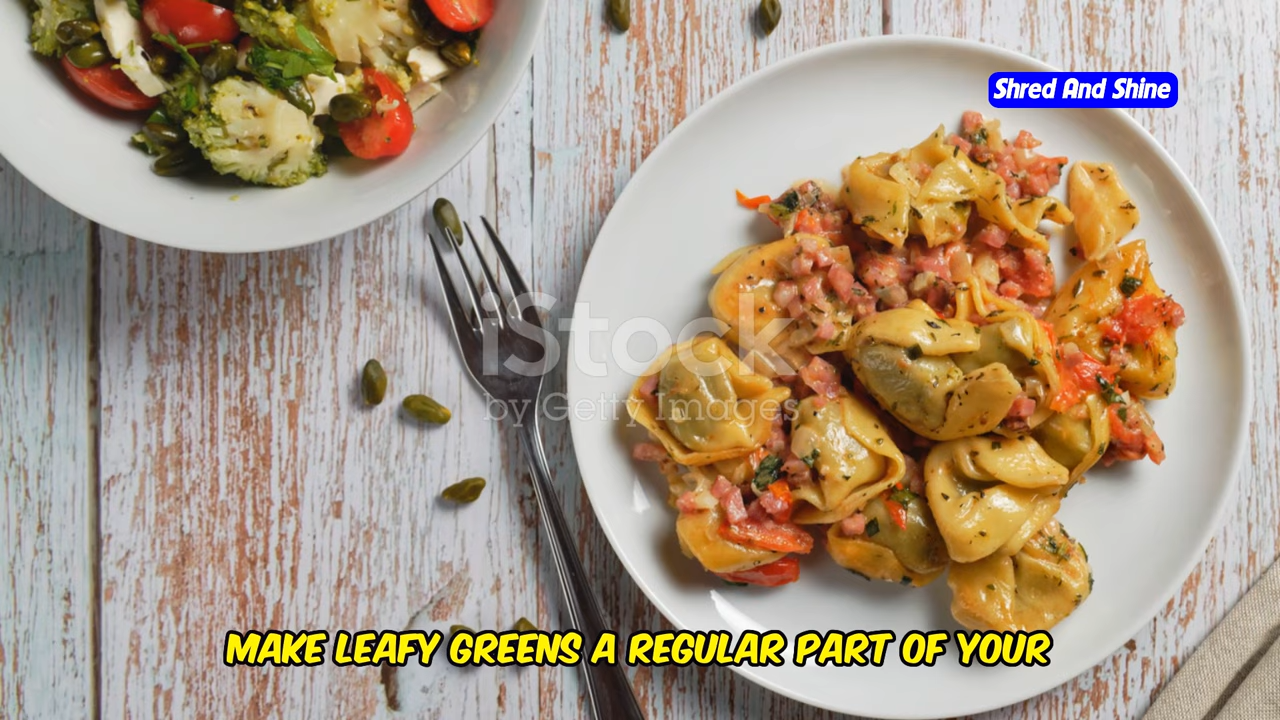 Shred And Shine
iStock
by Getty Images
MAKE LEAFY GREENS A REGULAR PART OF YOUR